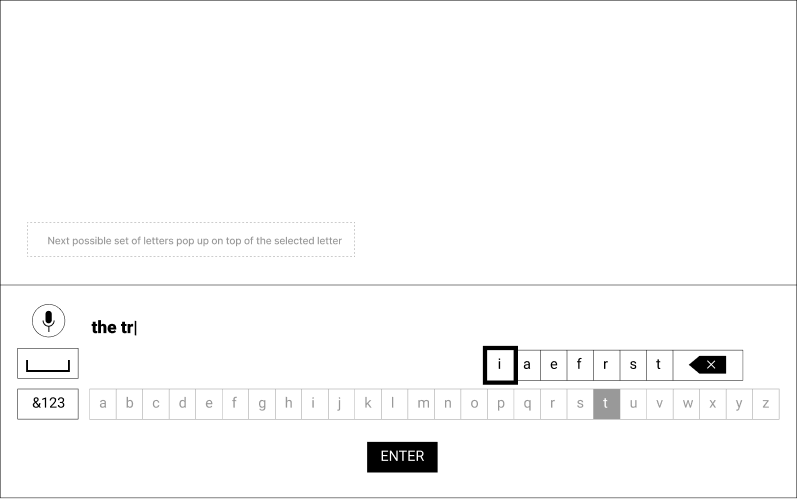 Next possible set of letters pop up on top of the selected letter
the tr
i a e f r s t
&123 a b c d e f g h i j k l m n o p q r s t u v w x y z
ENTER